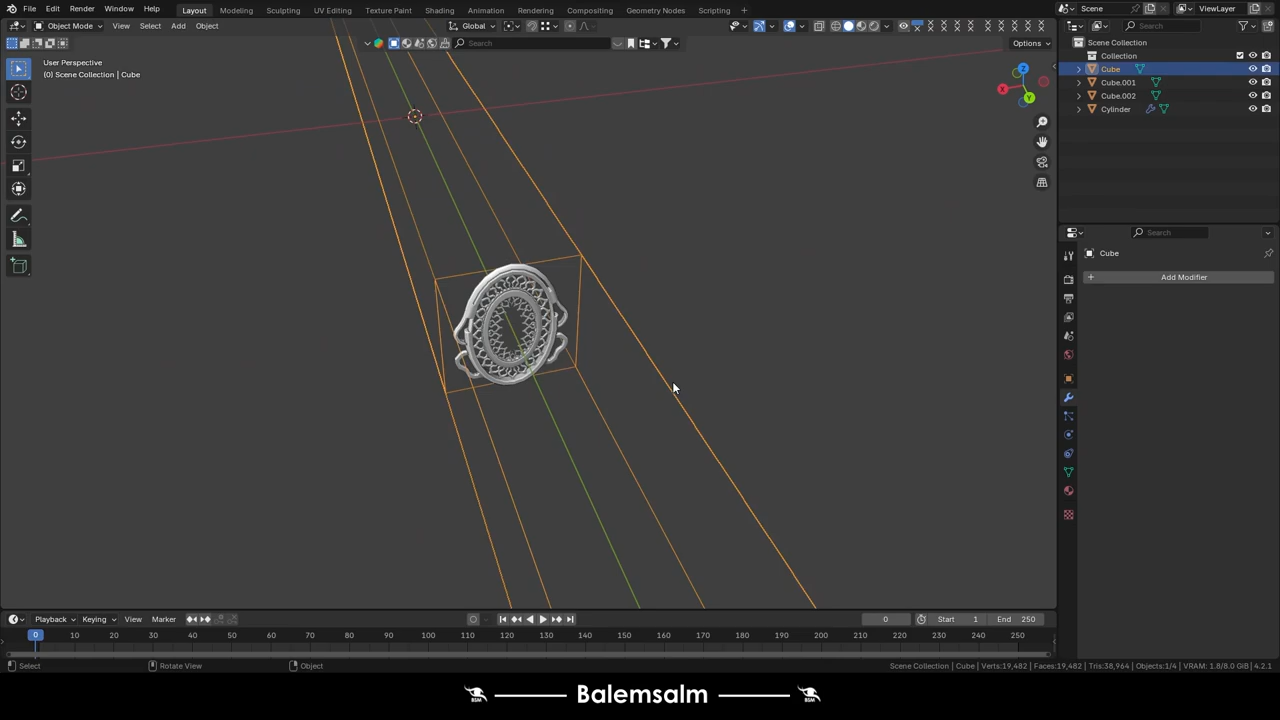 File Edit Render Window Help Layout Modeling Sculpting UV Editing Texture Paint Shading Animation Rendering Compositing Geometry Nodes Scripting + Scene ViewLayer
Object Mode View Select Add Object Global Search
Search Options
User Perspective
(0) Scene Collection | Cube
Z
X
Y
Scene Collection
Collection
Cube
Cube.001
Cube.002
Cylinder
Search
Cube
+ Add Modifier
Playback Keying View Marker 0 Start 1 End 250
0 10 20 30 40 50 60 70 80 90 100 110 120 130 140 150 160 170 180 190 200 210 220 230 240 250
Select Rotate View Object Scene Collection | Cube | Verts:19,482 | Faces:19,482 | Tris:38,964 | Objects:1/4 | VRAM: 1.8/8.0 GiB | 4.2.1
BSM Balemsalm BSM